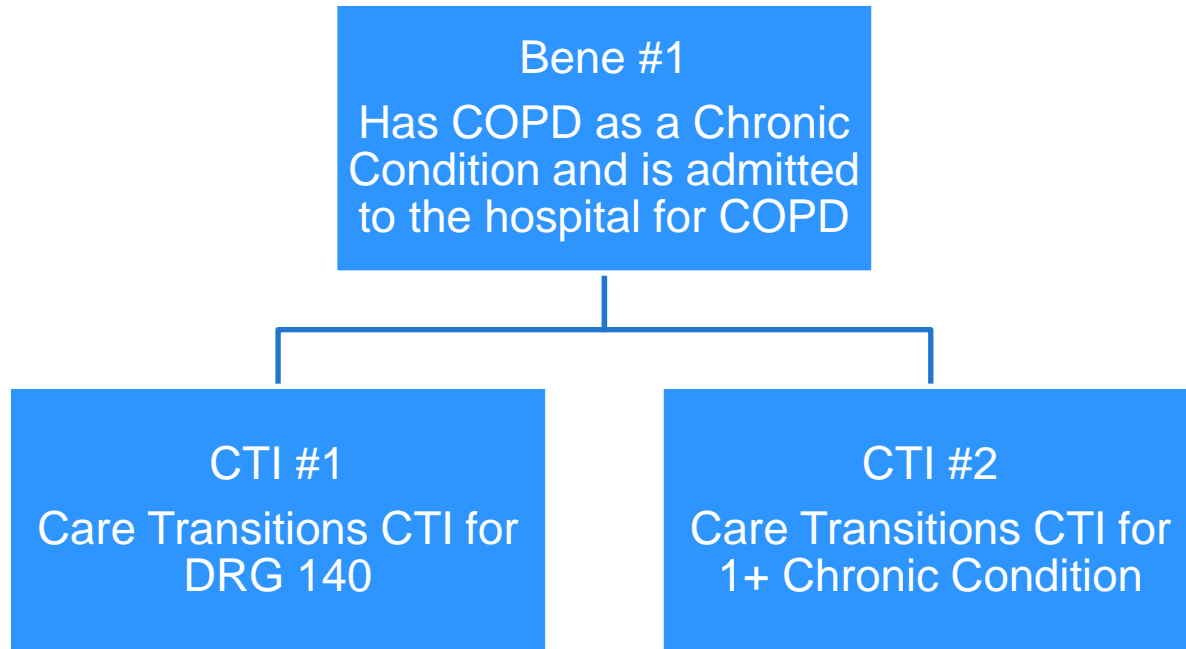 Bene #1
Has COPD as a Chronic
Condition and is admitted
to the hospital for COPD
CTI #1
Care Transitions CTI for
DRG 140
CTI #2
Care Transitions CTI for
1+ Chronic Condition